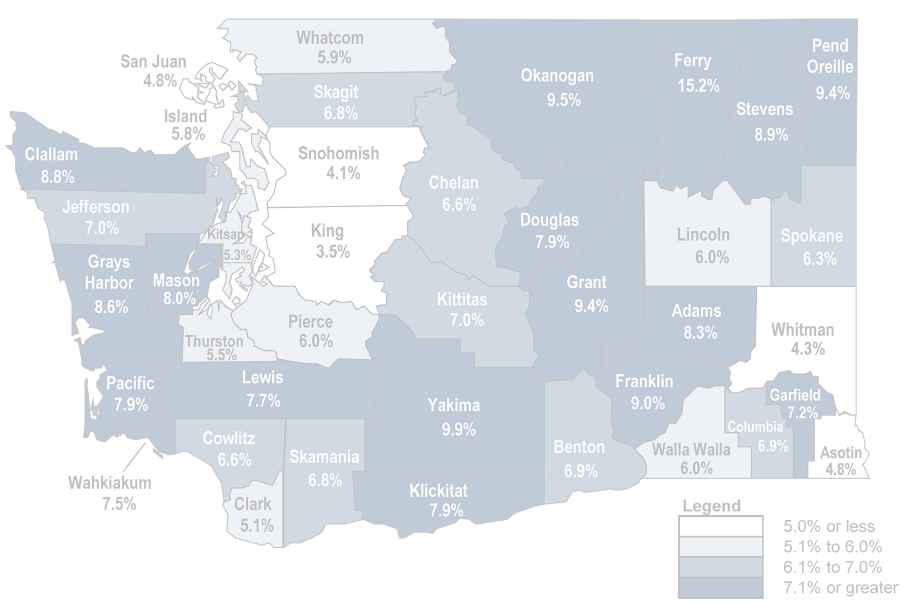 Whatcom
5.9%
San Juan
4.8%
Skagit
6.8%
Island
5.8%
Okanogan
9.5%
Ferry
15.2%
Pend
Oreille
9.4%
Stevens
8.9%
Clallam
8.8%
Snohomish
4.1%
Chelan
6.6%
Jefferson
7.0%
Kitsap
5.3%
King
3.5%
Douglas
7.9%
Lincoln
6.0%
Spokane
6.3%
Grays
Harbor
8.6%
Mason
8.0%
Grant
9.4%
Kittitas
7.0%
Adams
8.3%
Pierce
6.0%
Thurston
5.5%
Whitman
4.3%
Pacific
7.9%
Lewis
7.7%
Yakima
9.9%
Franklin
9.0%
Garfield
7.2%
Columbia
6.9%
Cowlitz
6.6%
Skamania
6.8%
Benton
6.9%
Walla Walla
6.0%
Asotin
4.8%
Wahkiakum
7.5%
Clark
5.1%
Klickitat
7.9%
Legend
5.0% or less
5.1% to 6.0%
6.1% to 7.0%
7.1% or greater